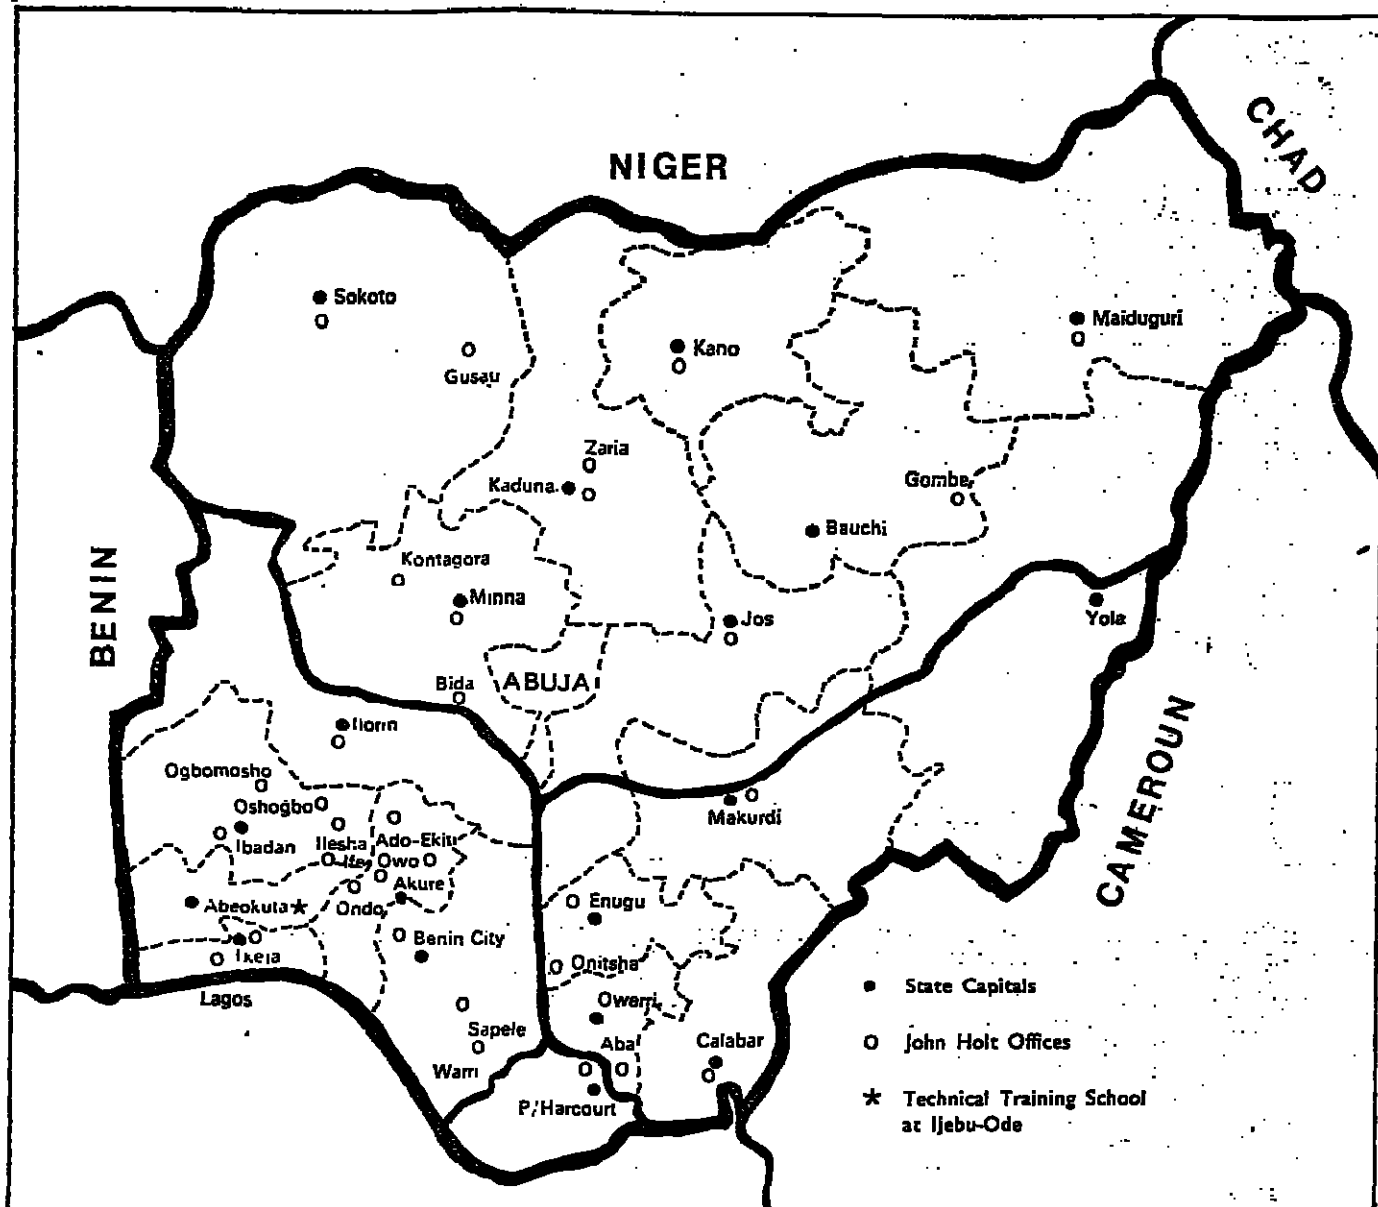 NIGER
CHAD
Sokoto
Gusau
Kano
Maiduguri
Zaria
Kaduna
Gombe
Bauchi
BENIN
Kontagora
Minna
Jos
Yola
Bida
ABUJA
Ilorin
CAMEROUN
Ogbomosho
Oshogbo
Makurdi
Ibadan
Ilesha
Ado-Ekiti
Ife
Owo
Akure
Abeokuta
Ondo
Enugu
Benin City
Ikeja
Onitsha
Lagos
Owerri
Sapele
Aba
Calabar
Warri
P/Harcourt
State Capitals
John Holt Offices
Technical Training School
at Ijebu-Ode